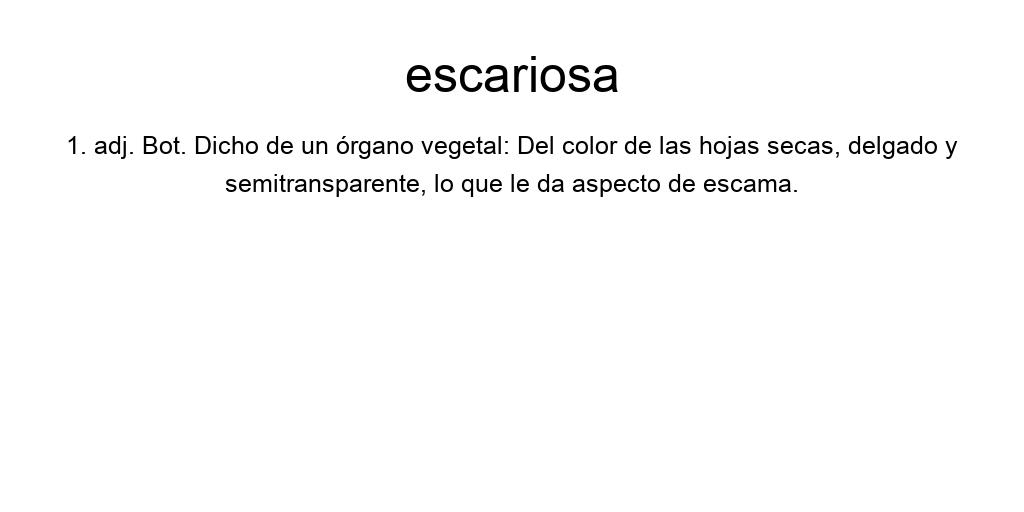 escariosa
1. adj. Bot. Dicho de un órgano vegetal: Del color de las hojas secas, delgado y
semitransparente, lo que le da aspecto de escama.